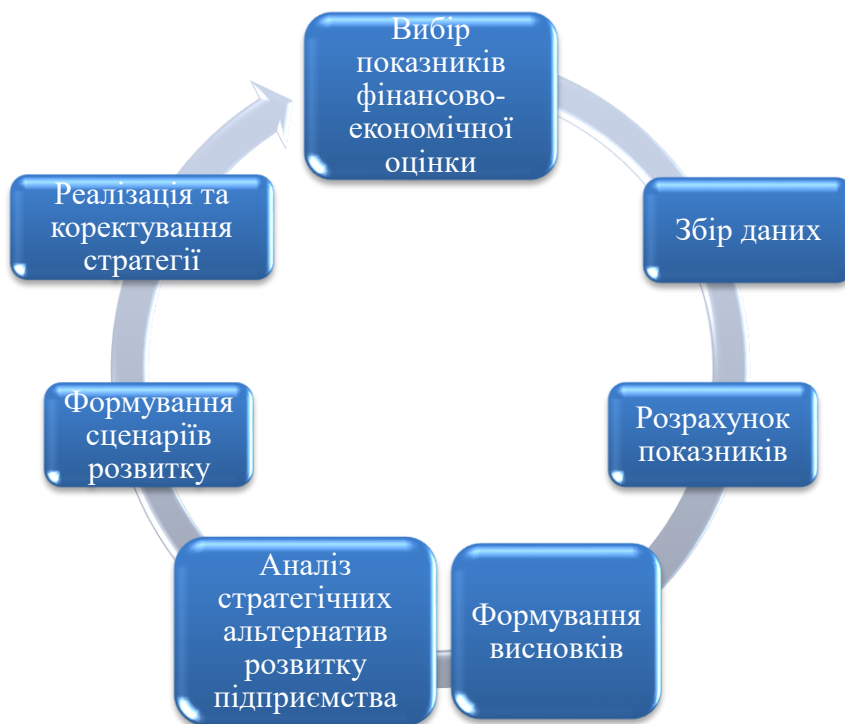 Вибір
показників
фінансово-
економічної
оцінки
Збір даних
Розрахунок
показників
Формування
висновків
Аналіз
стратегічних
альтернатив
розвитку
підприємства
Формування
сценаріїв
розвитку
Реалізація та
коректування
стратегії